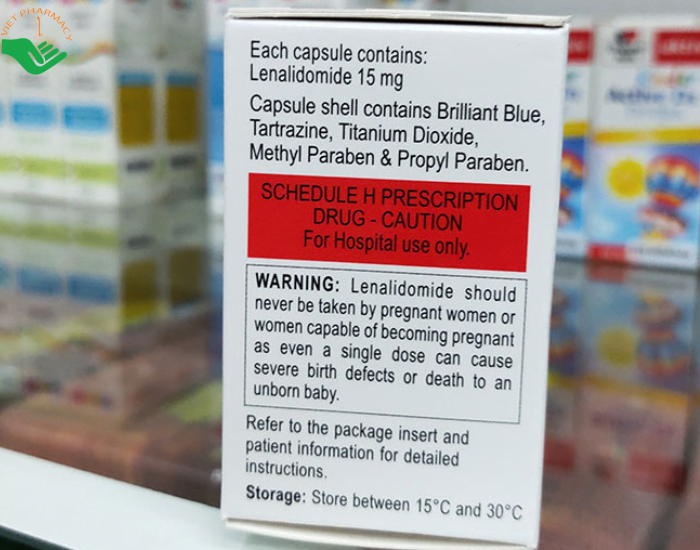 VIET PHARMACY
Each capsule contains:
Lenalidomide 15 mg
Capsule shell contains Brilliant Blue,
Tartrazine, Titanium Dioxide,
Methyl Paraben & Propyl Paraben.
SCHEDULE H PRESCRIPTION
DRUG - CAUTION
For Hospital use only.
WARNING: Lenalidomide should
never be taken by pregnant women or
women capable of becoming pregnant
as even a single dose can cause
severe birth defects or death to an
unborn baby.
Refer to the package insert and
patient information for detailed
instructions.
Storage: Store between 15°C and 30°C